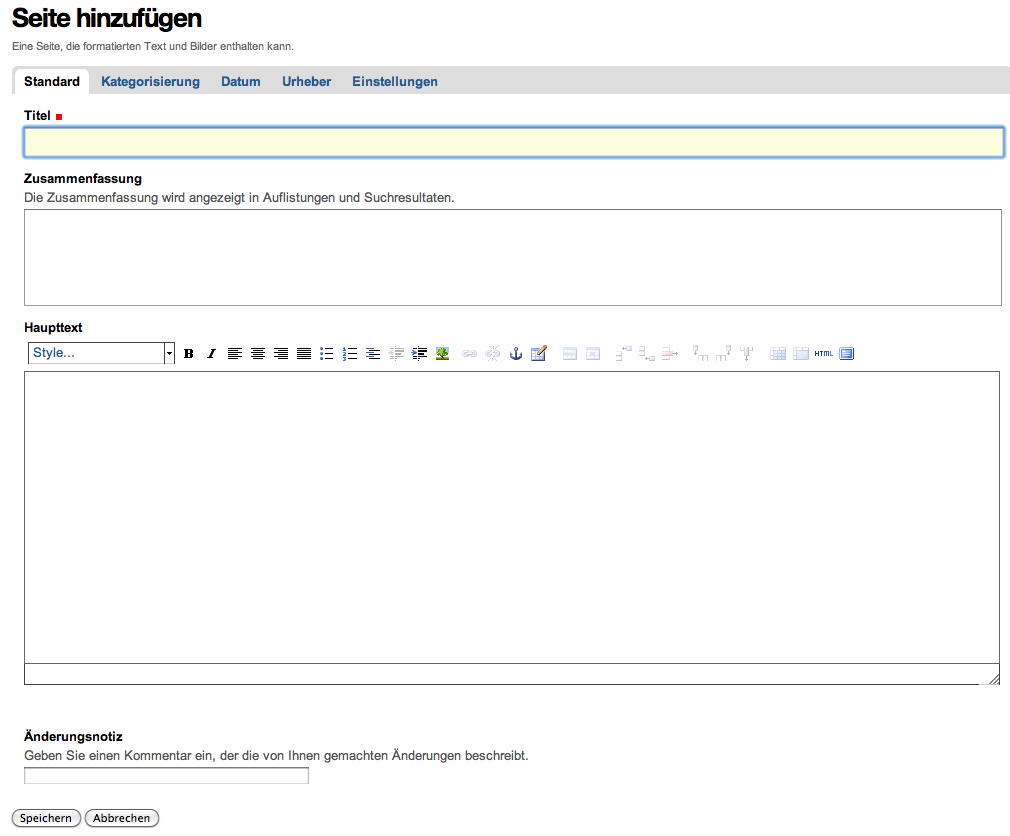 Seite hinzufügen
Eine Seite, die formatierten Text und Bilder enthalten kann.
Standard Kategorisierung Datum Urheber Einstellungen
Titel
Zusammenfassung
Die Zusammenfassung wird angezeigt in Auflistungen und Suchresultaten.
Haupttext
Style... B I HTML
Änderungsnotiz
Geben Sie einen Kommentar ein, der die von Ihnen gemachten Änderungen beschreibt.
Speichern Abbrechen